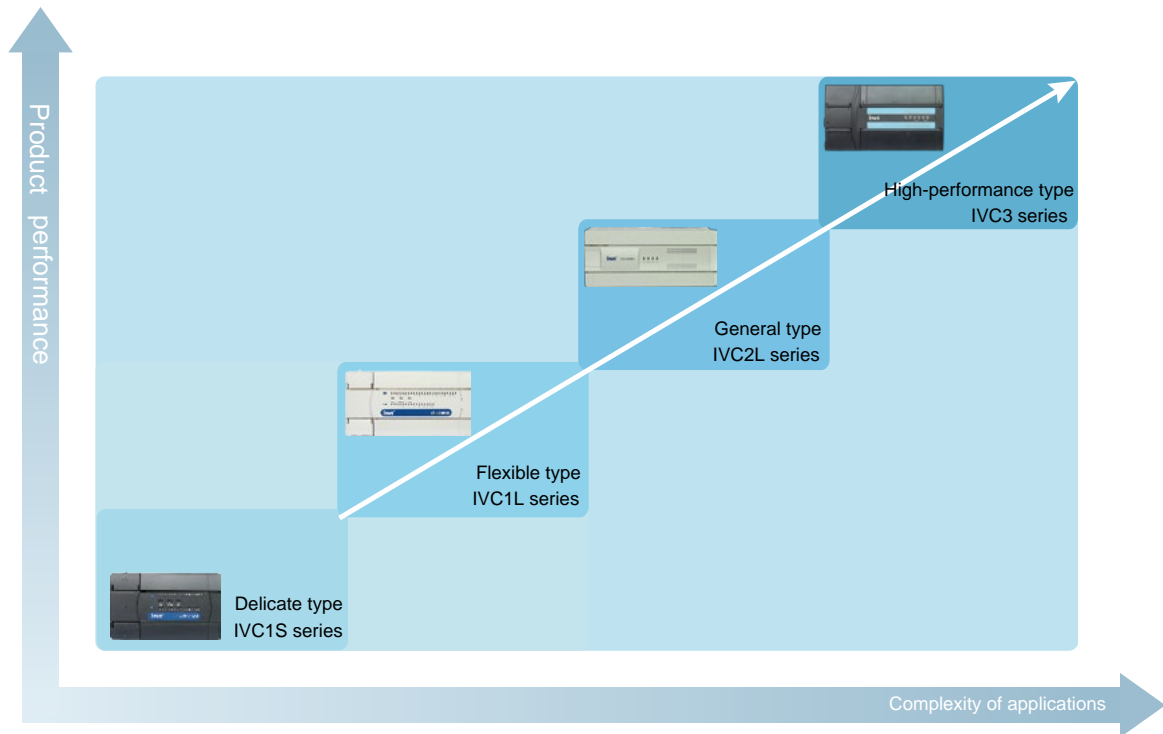 Product performance
High-performance type
IVC3 series
General type
IVC2L series
Flexible type
IVC1L series
Delicate type
IVC1S series
Complexity of applications